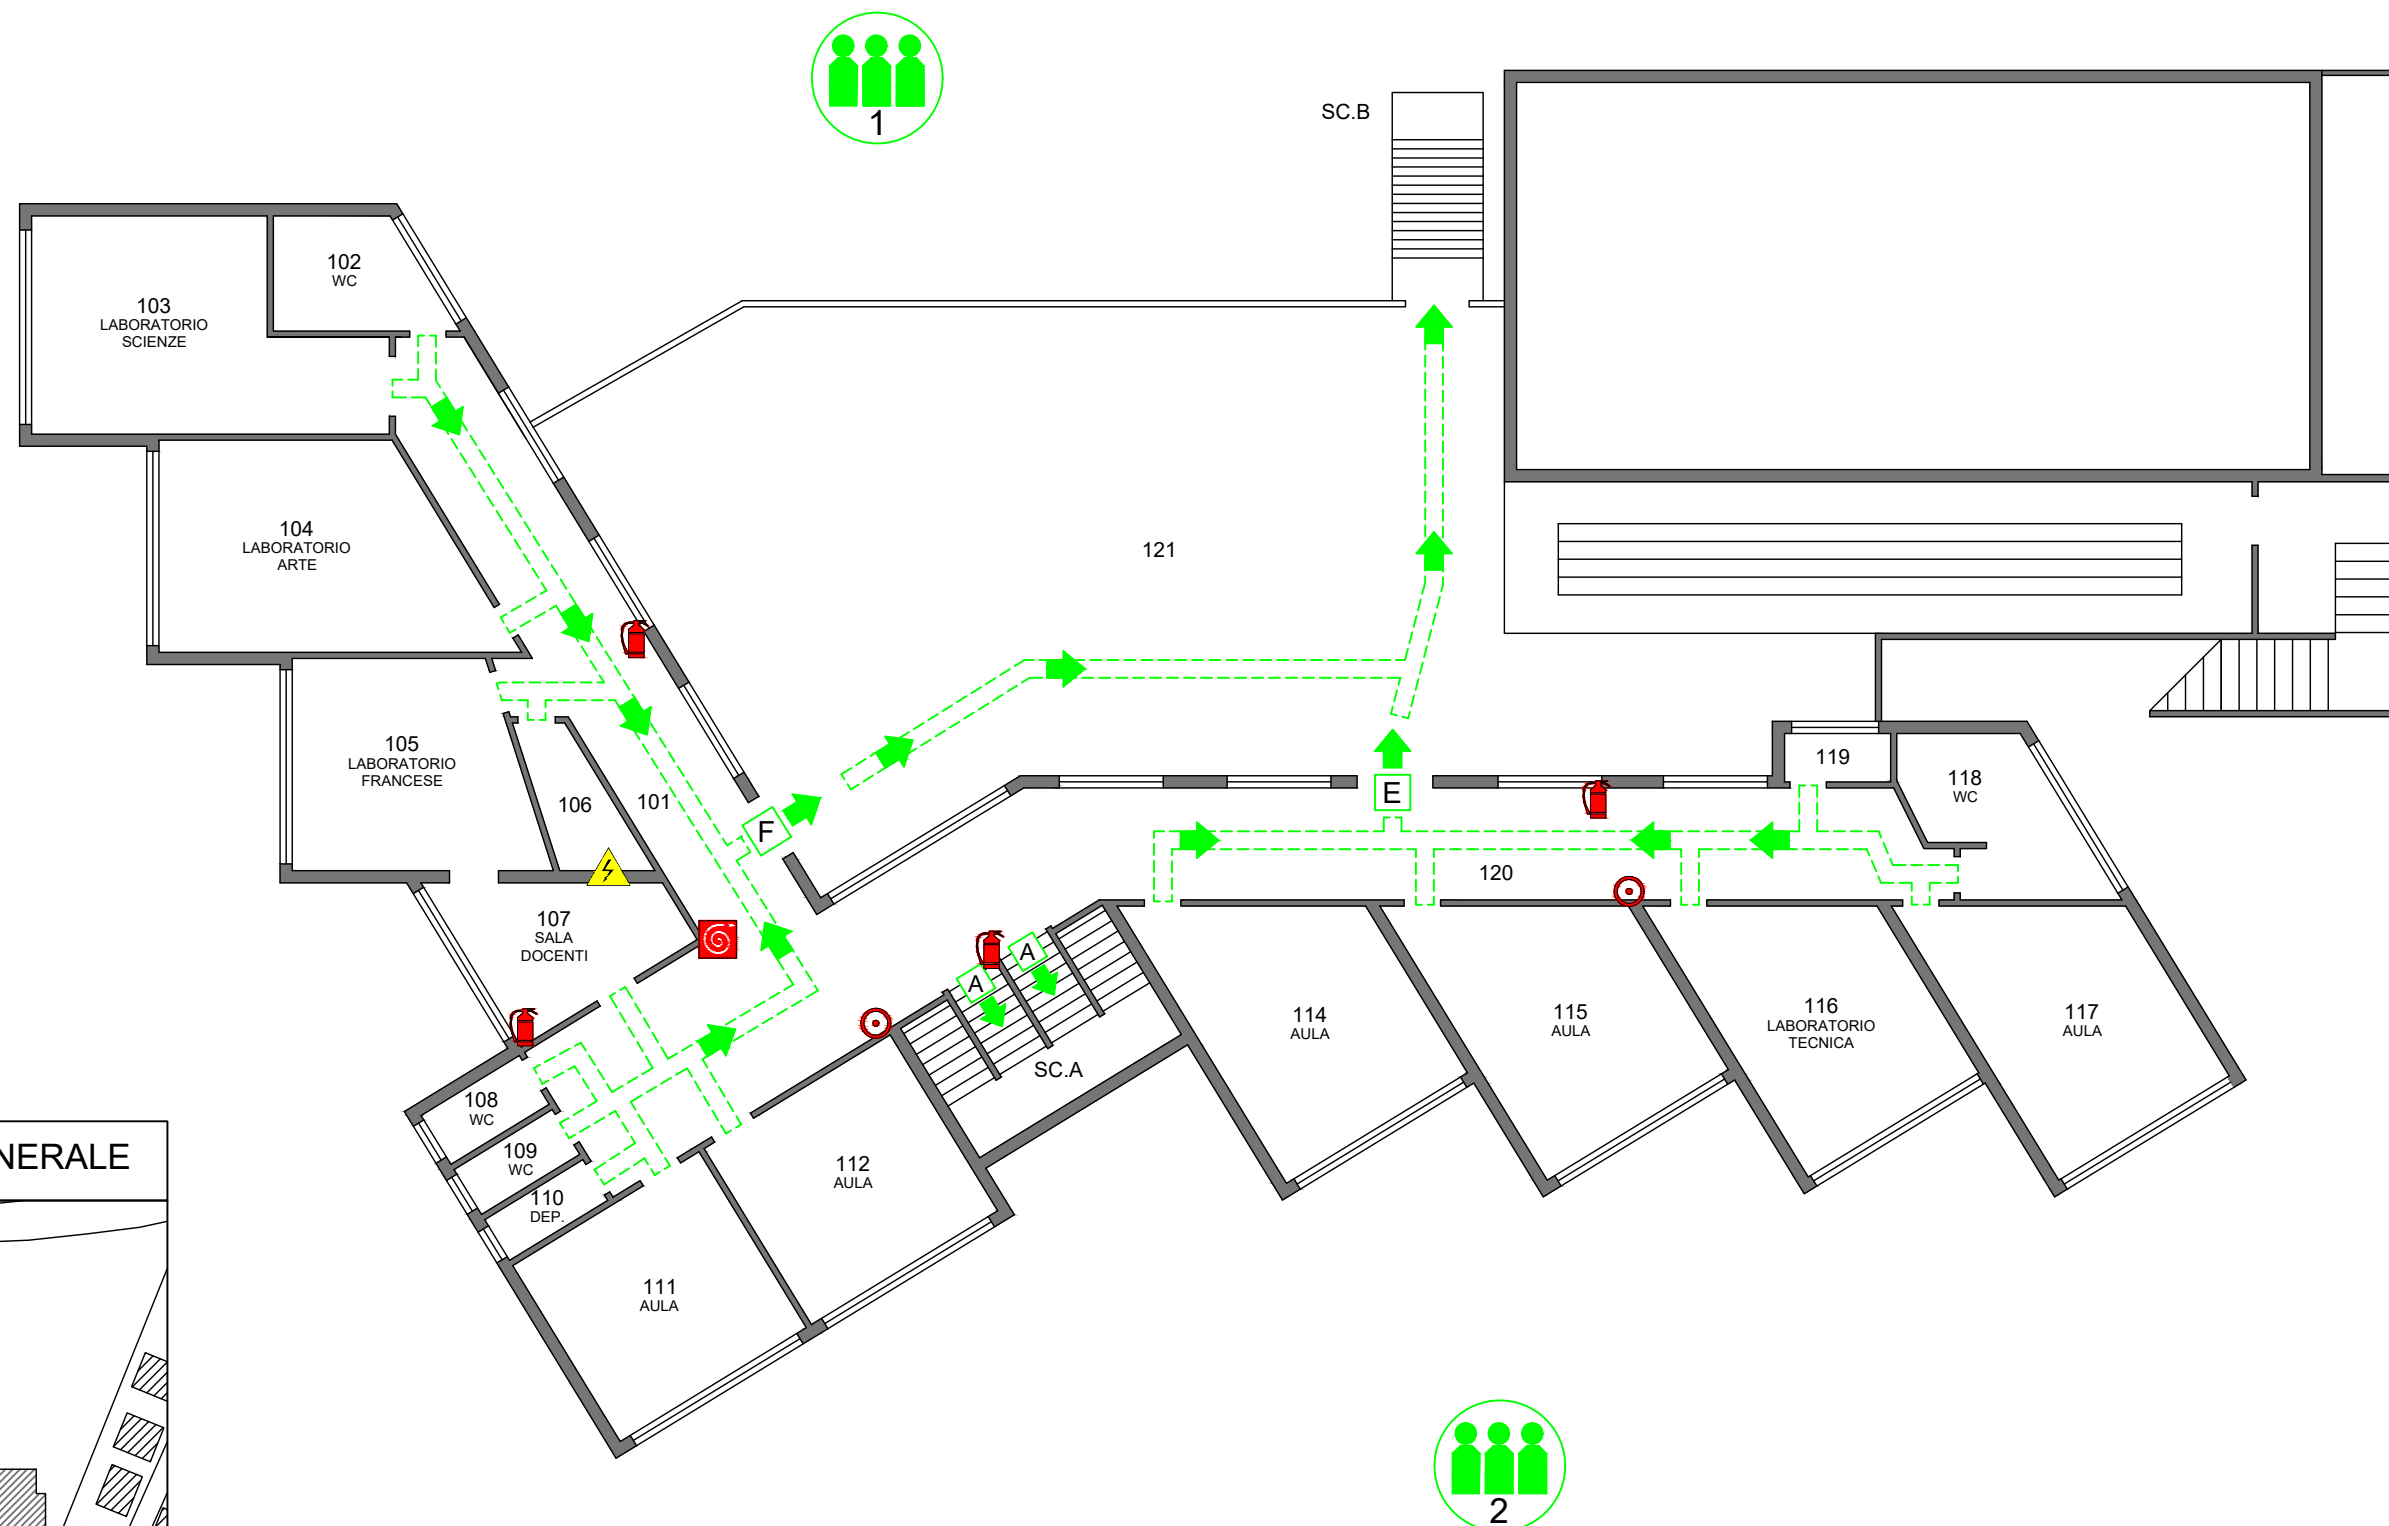 1
SC.B
102
WC
103
LABORATORIO
SCIENZE
104
LABORATORIO
ARTE
121
105
LABORATORIO
FRANCESE
106
101
F
E
119
118
WC
120
107
SALA
DOCENTI
A
A
SC.A
114
AULA
115
AULA
116
LABORATORIO
TECNICA
117
AULA
108
WC
109
WC
110
DEP.
112
AULA
111
AULA
NERALE
2